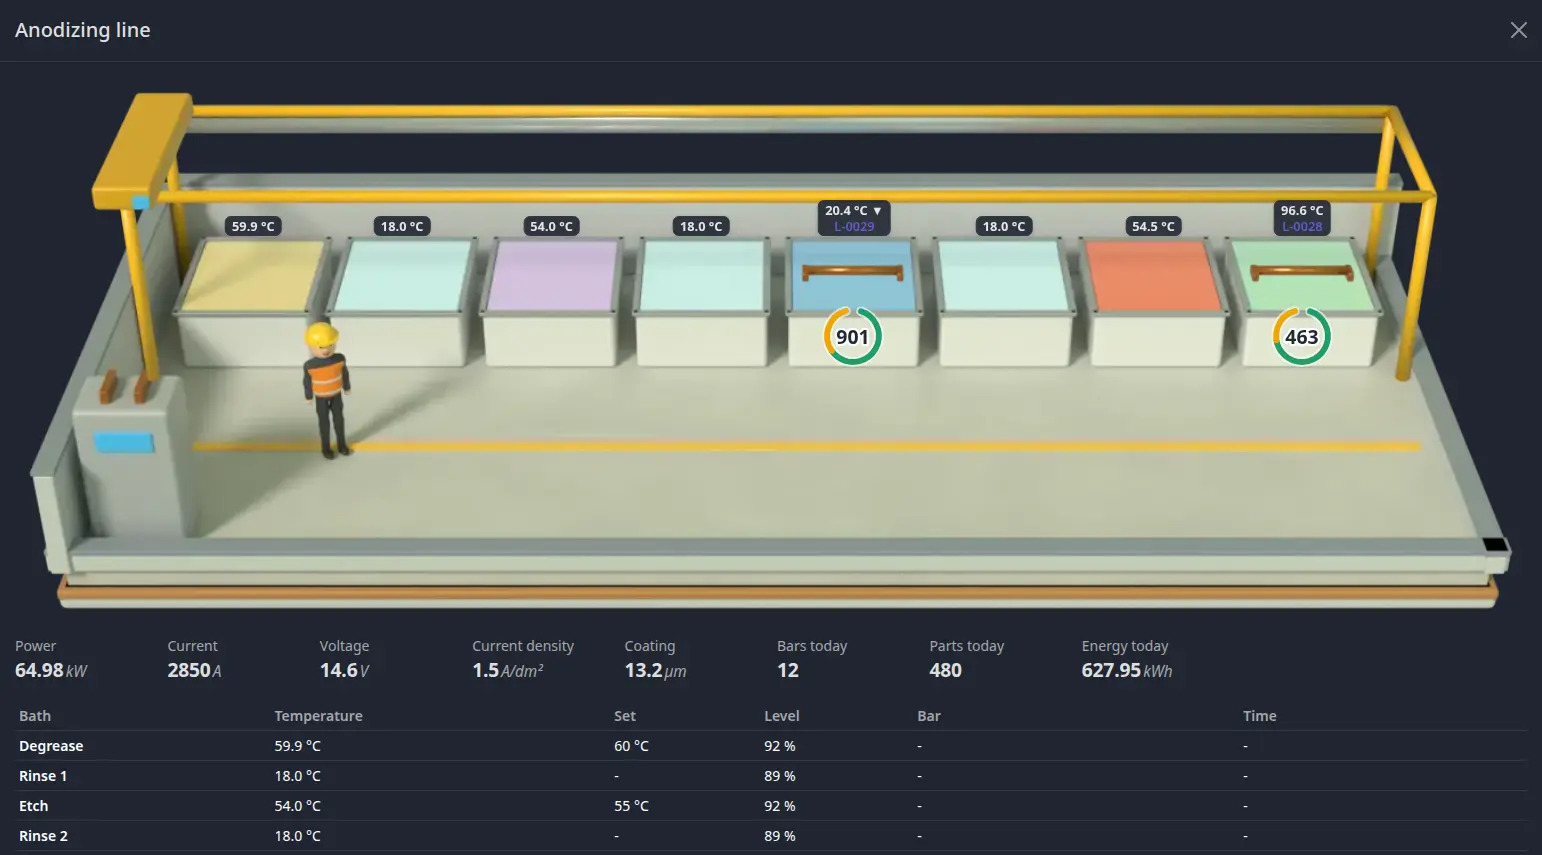 Anodizing line
59.9 °C
18.0 °C
54.0 °C
18.0 °C
20.4 °C ▼
L-0029
18.0 °C
54.5 °C
96.6 °C
L-0028
901
463
Power Current Voltage Current density Coating Bars today Parts today Energy today
64.98 kW 2850 A 14.6 V 1.5 A/dm² 13.2 µm 12 480 627.95 kWh
Bath Temperature Set Level Bar Time
Degrease 59.9 °C 60 °C 92 % - -
Rinse 1 18.0 °C - 89 % - -
Etch 54.0 °C 55 °C 92 % - -
Rinse 2 18.0 °C - 89 % - -